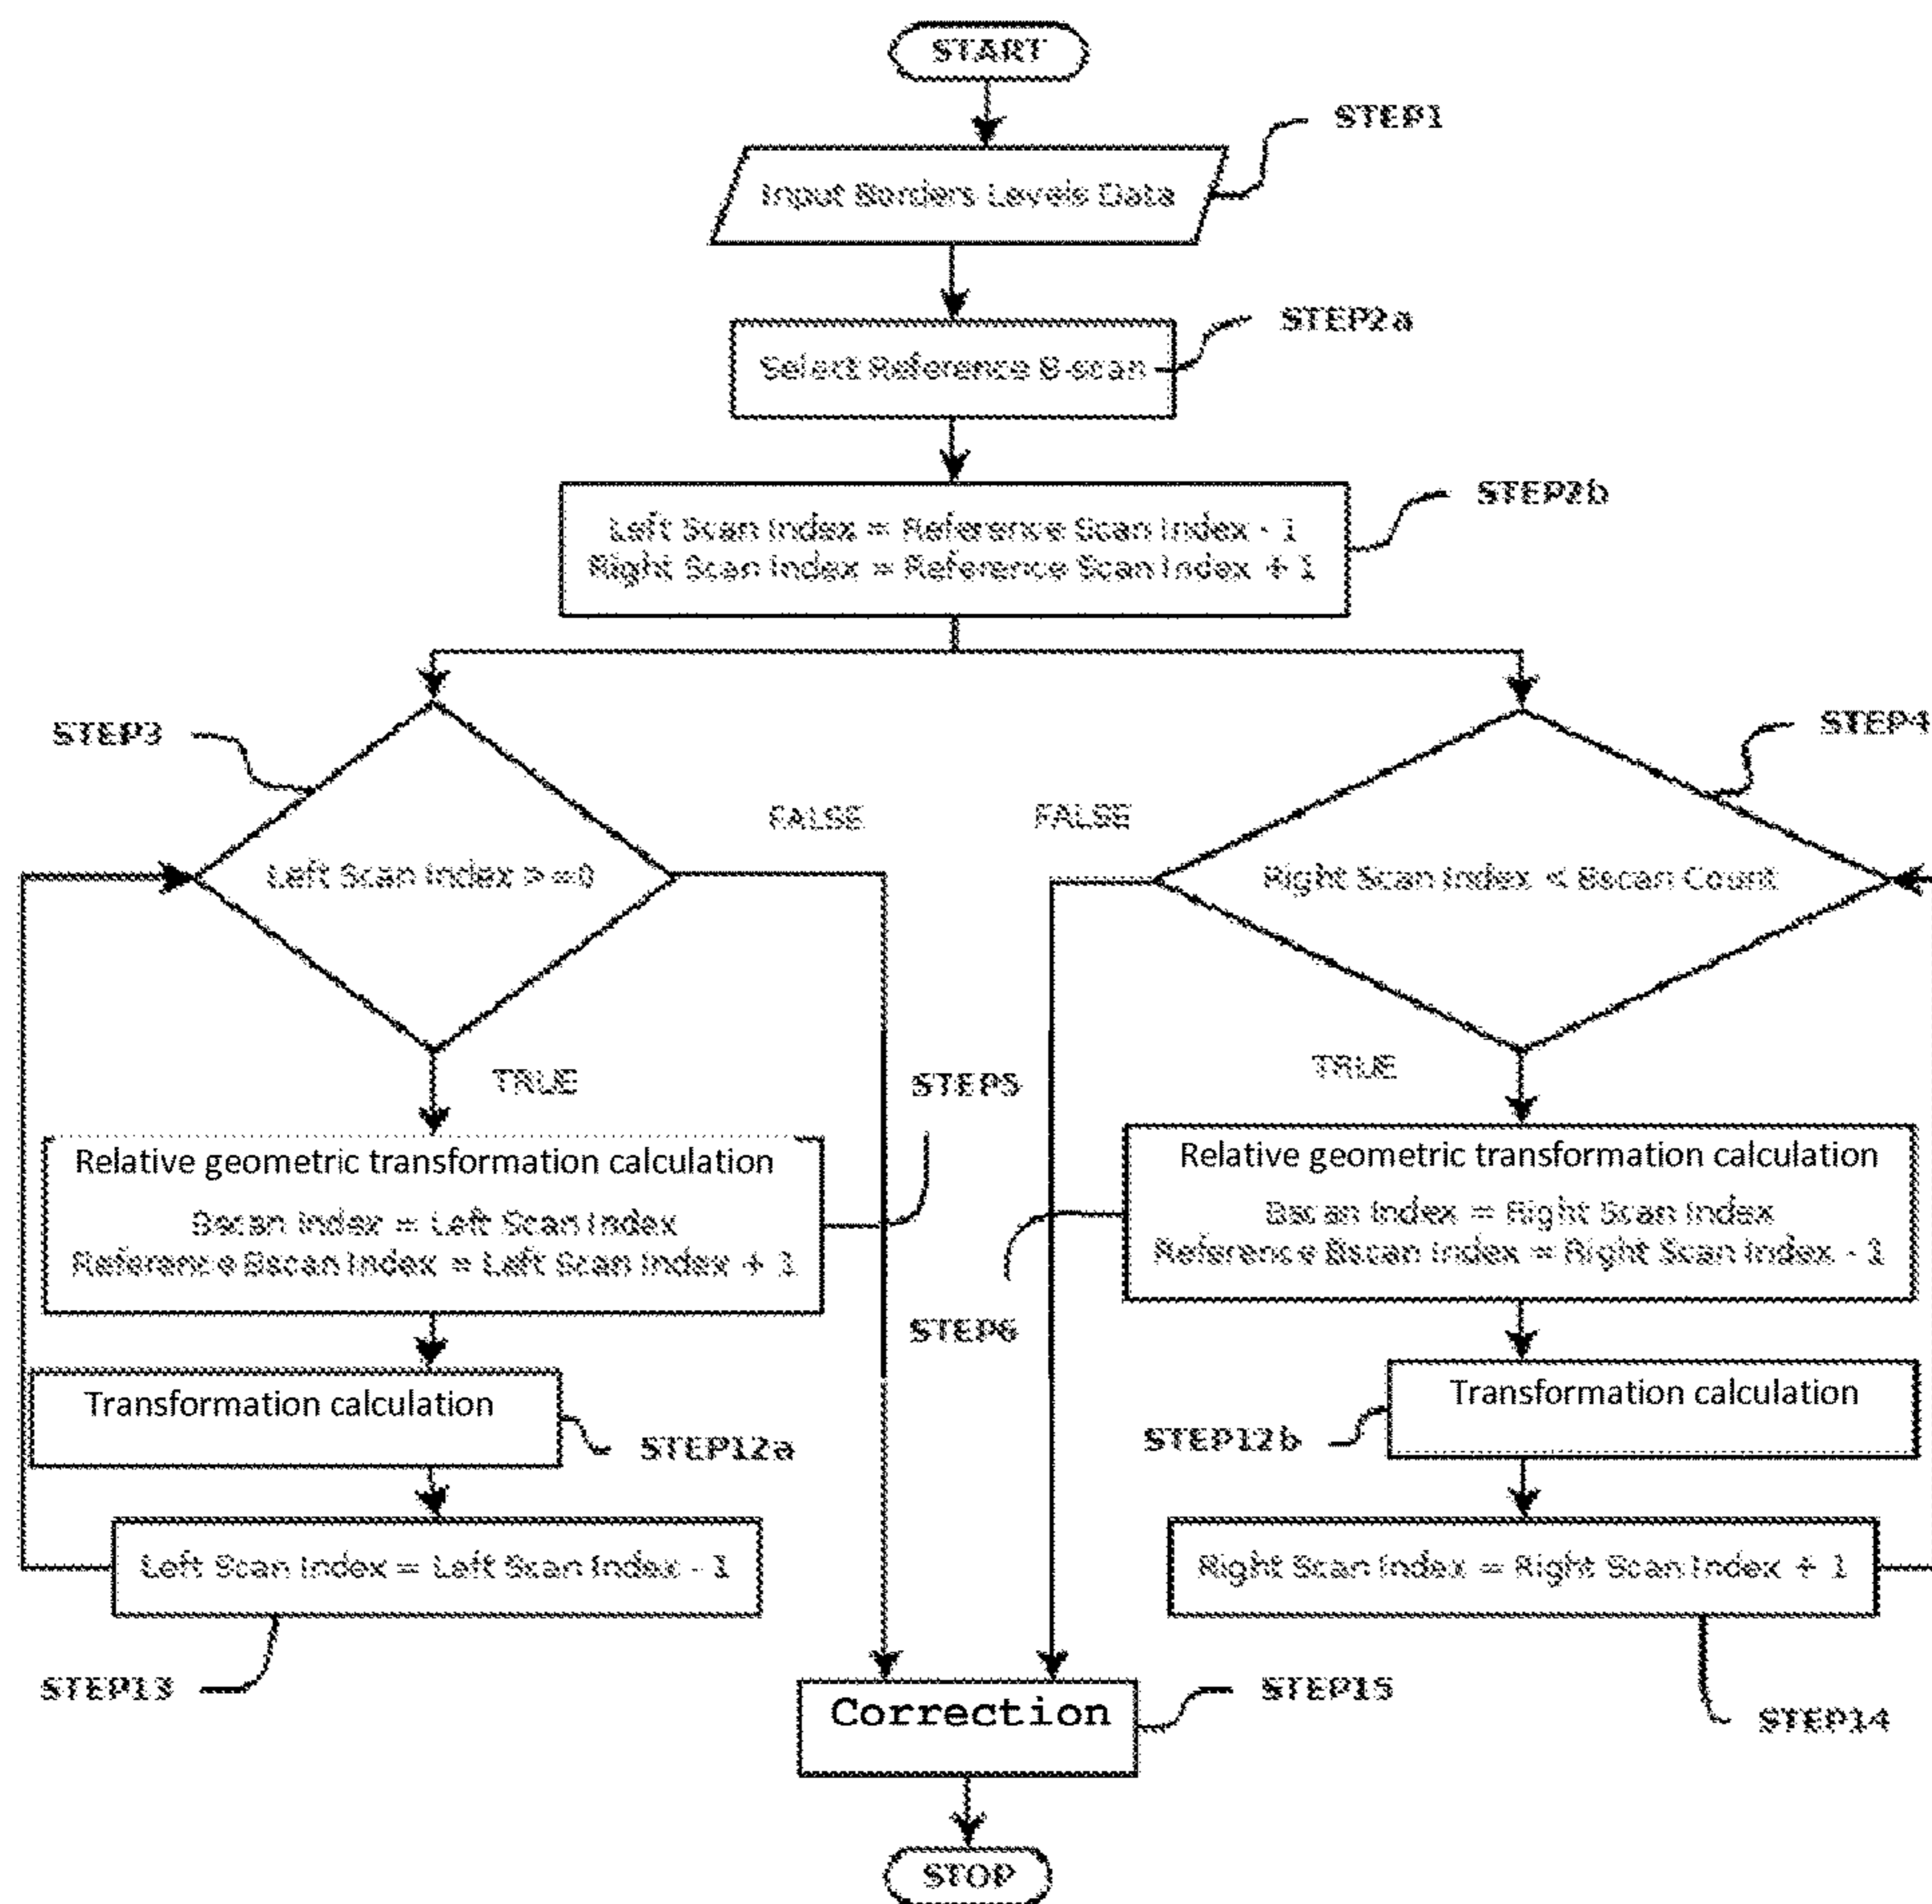 START
STEP1
Input Borders Levels Data
STEP2a
Select Reference B-scan
STEP2b
Left Scan Index = Reference Scan Index - 1
Right Scan Index = Reference Scan Index + 1
STEP3
STEP4
FALSE
FALSE
Left Scan Index >=0
Right Scan Index < Bscan Count
TRUE
TRUE
STEP5
Relative geometric transformation calculation
Bscan Index = Left Scan Index
Reference Bscan Index = Left Scan Index + 1
Relative geometric transformation calculation
Bscan Index = Right Scan Index
Reference Bscan Index = Right Scan Index - 1
STEP6
Transformation calculation
STEP12a
Transformation calculation
STEP12b
Left Scan Index = Left Scan Index - 1
Right Scan Index = Right Scan Index + 1
STEP13
Correction
STEP15
STEP14
STOP